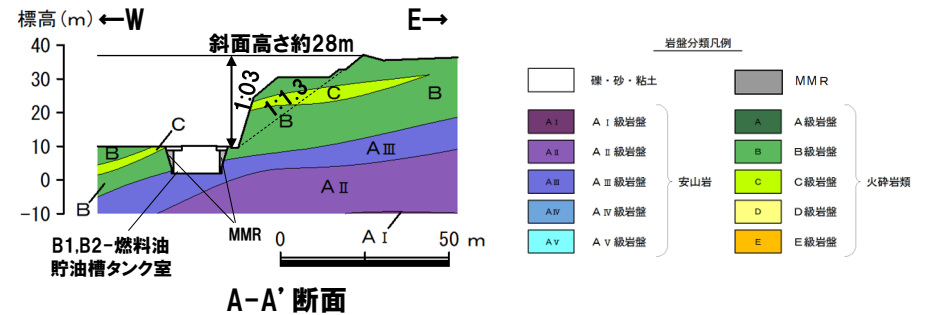 標高(m) ←W E→
40
30
20
10
0
-10
斜面高さ約28m
1:03
1:1.3
C
B
B
C
B
B
AⅢ
AⅡ
AⅠ
B1,B2-燃料油
貯油槽タンク室
MMR
0 50 m
A-A’断面
岩盤分類凡例
礫・砂・粘土
MMR
AⅠ AⅠ級岩盤
AⅡ AⅡ級岩盤
AⅢ AⅢ級岩盤
AⅣ AⅣ級岩盤
AⅤ AⅤ級岩盤
安山岩
A A級岩盤
B B級岩盤
C C級岩盤
D D級岩盤
E E級岩盤
火砕岩類